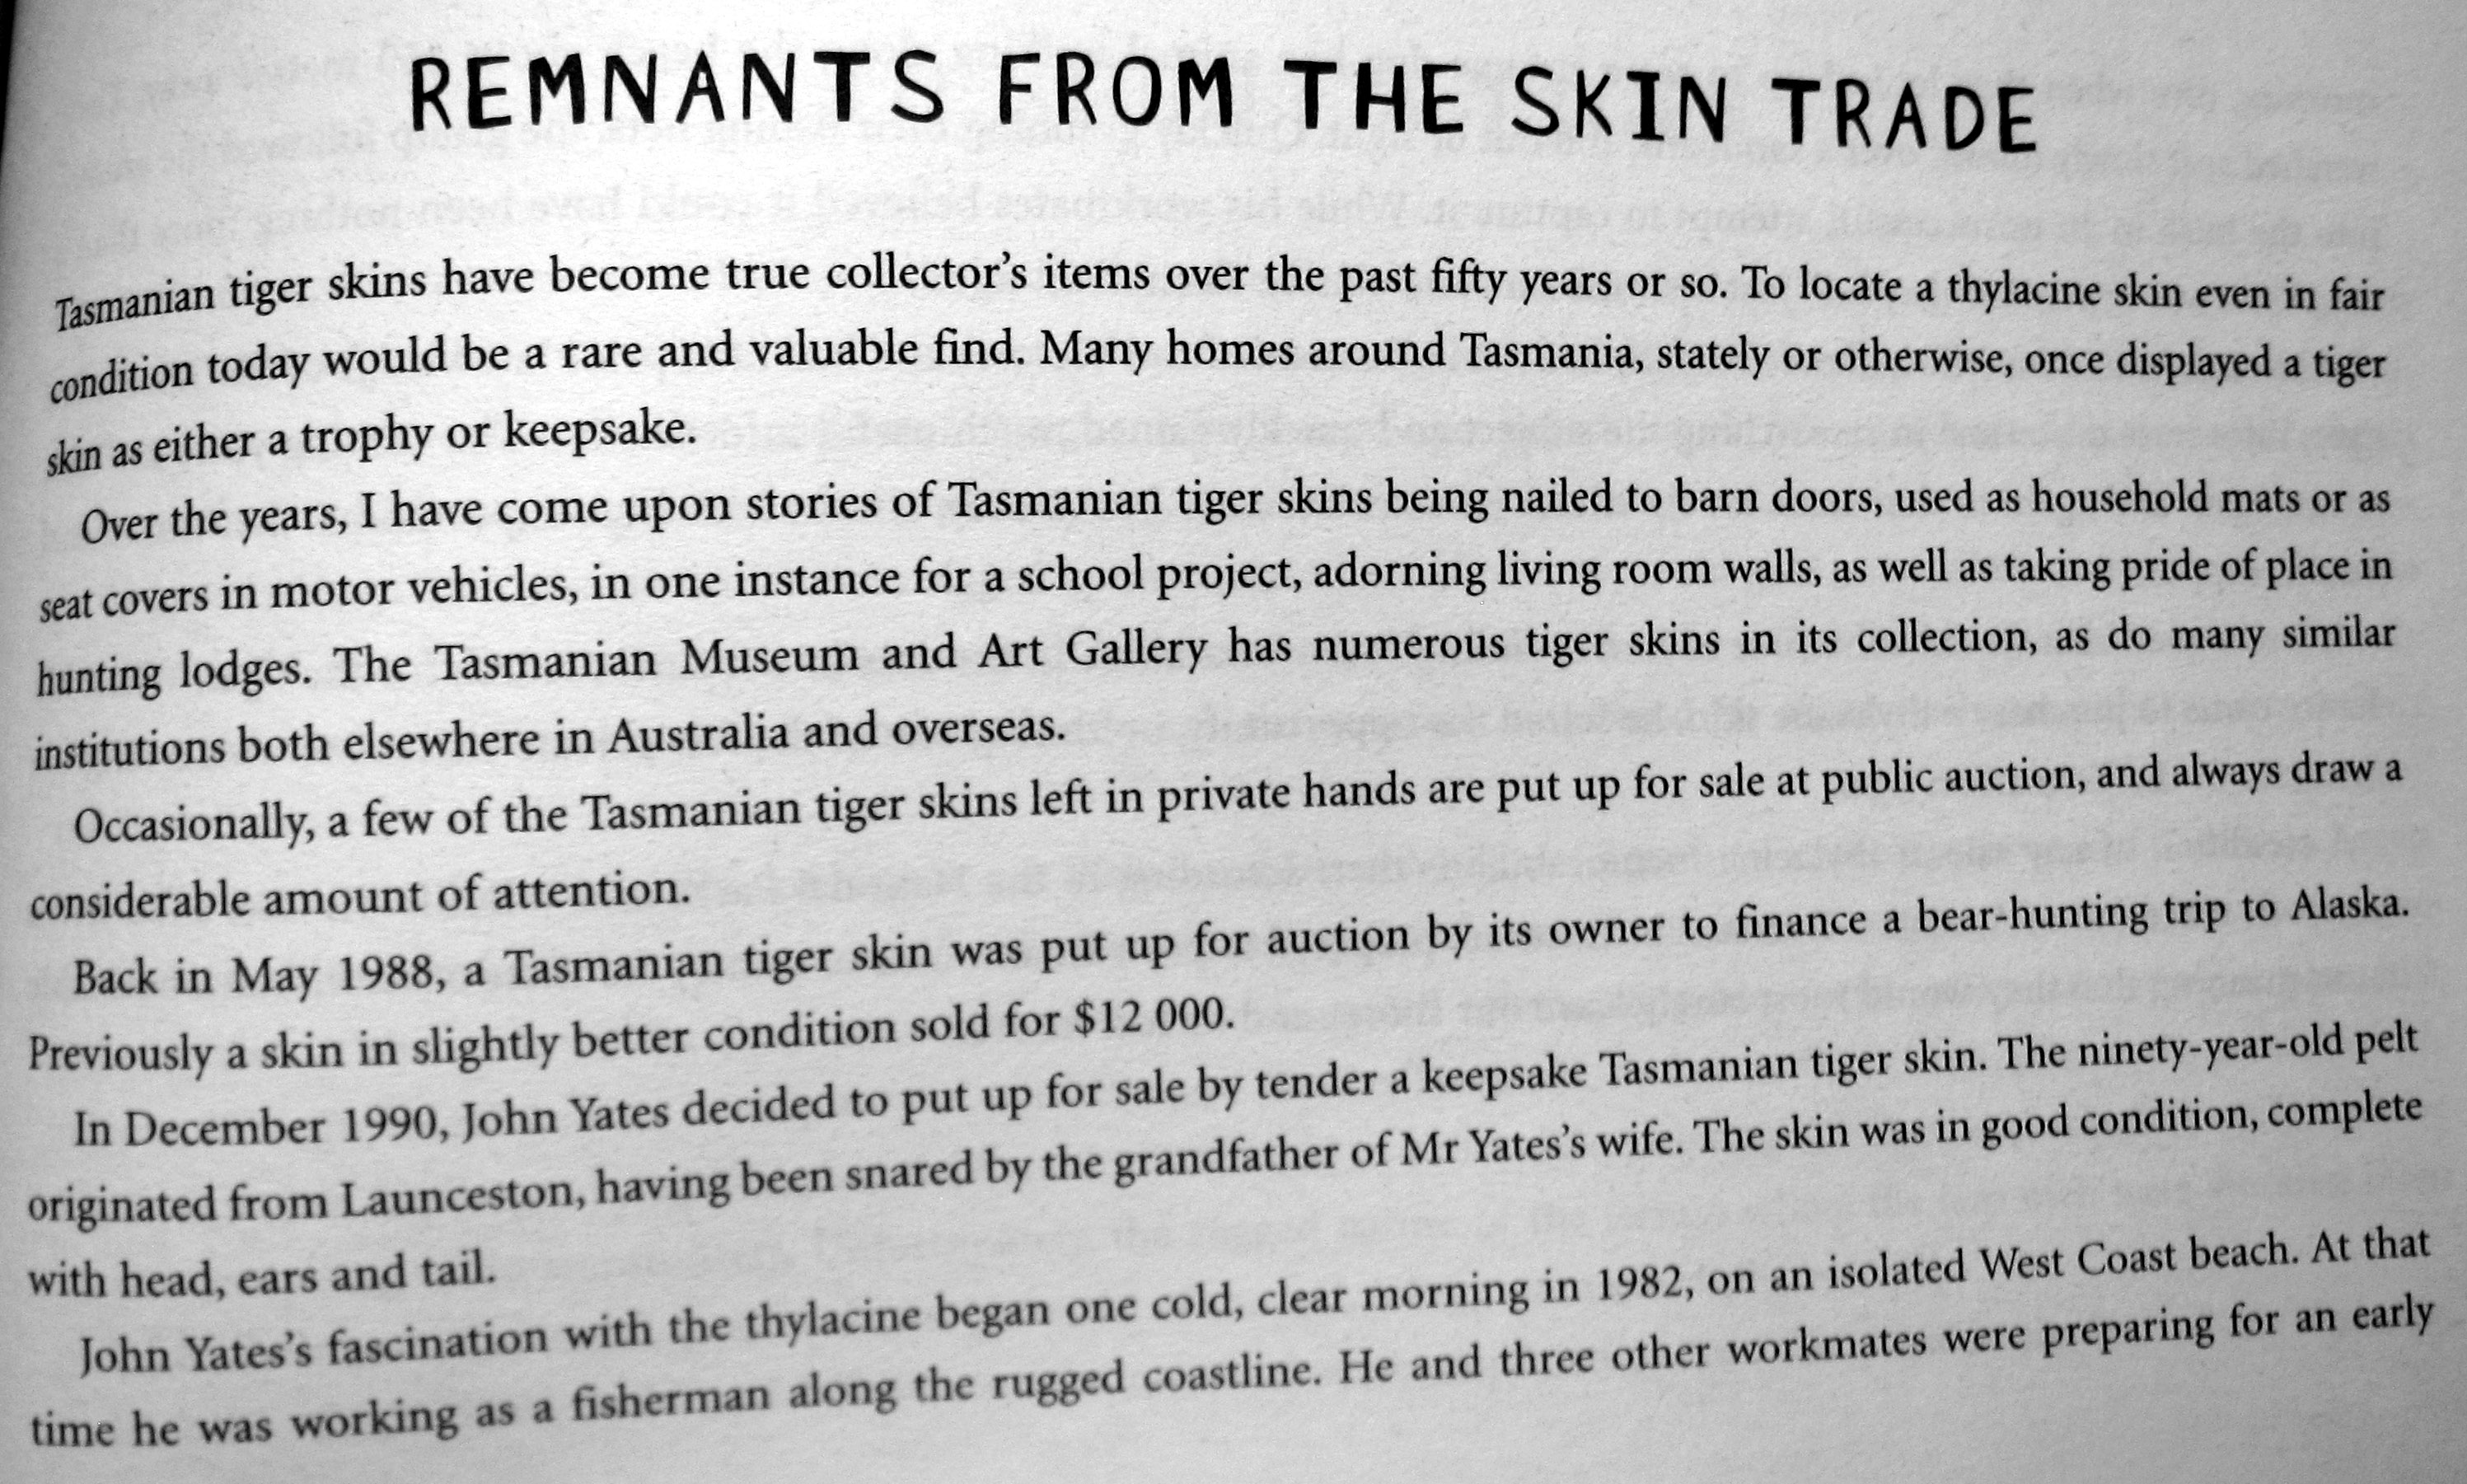 REMNANTS FROM THE SKIN TRADE
Tasmanian tiger skins have become true collector's items over the past fifty years or so. To locate a thylacine skin even in fair
condition today would be a rare and valuable find. Many homes around Tasmania, stately or otherwise, once displayed a tiger
skin as either a trophy or keepsake.
Over the years, I have come upon stories of Tasmanian tiger skins being nailed to barn doors, used as household mats or as
seat covers in motor vehicles, in one instance for a school project, adorning living room walls, as well as taking pride of place in
hunting lodges. The Tasmanian Museum and Art Gallery has numerous tiger skins in its collection, as do many similar
institutions both elsewhere in Australia and overseas.
Occasionally, a few of the Tasmanian tiger skins left in private hands are put up for sale at public auction, and always draw a
considerable amount of attention.
Back in May 1988, a Tasmanian tiger skin was put up for auction by its owner to finance a bear-hunting trip to Alaska.
Previously a skin in slightly better condition sold for $12 000.
In December 1990, John Yates decided to put up for sale by tender a keepsake Tasmanian tiger skin. The ninety-year-old pelt
originated from Launceston, having been snared by the grandfather of Mr Yates's wife. The skin was in good condition, complete
with head, ears and tail.
John Yates's fascination with the thylacine began one cold, clear morning in 1982, on an isolated West Coast beach. At that
time he was working as a fisherman along the rugged coastline. He and three other workmates were preparing for an early